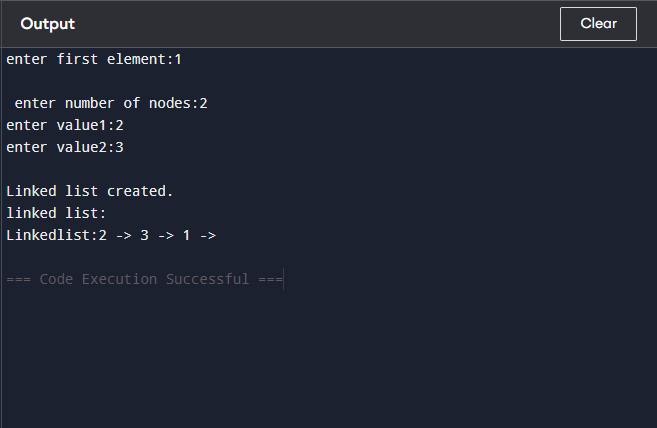 Output
Clear
enter first element:1
enter number of nodes:2
enter value1:2
enter value2:3
Linked list created.
linked list:
Linkedlist:2 -> 3 -> 1 ->
=== Code Execution Successful ===